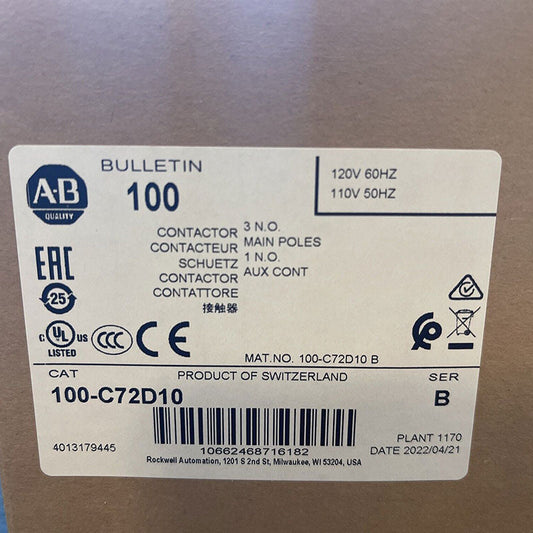 A-B
QUALITY
BULLETIN
100
120V 60HZ
110V 50HZ
CONTACTOR
CONTACTEUR
SCHUETZ
CONTACTOR
CONTATTORE
接触器
3 N.O.
MAIN POLES
1 N.O.
AUX CONT
EAC
25
C UL US
LISTED
CCC
CE
MAT.NO. 100-C72D10 B
CAT
PRODUCT OF SWITZERLAND
SER
100-C72D10
B
4013179445
10662468716182
PLANT 1170
DATE 2022/04/21
Rockwell Automation, 1201 S 2nd St, Milwaukee, WI 53204, USA